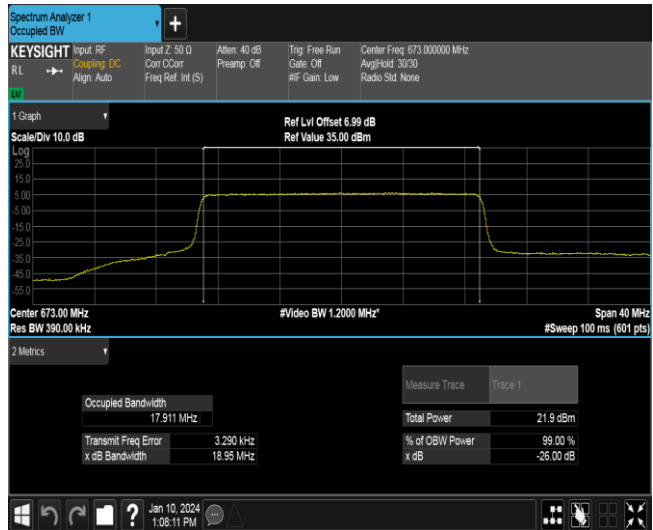 Spectrum Analyzer 1
Occupied BW
+
KEYSIGHT Input: RF Input Z: 50 Ω Atten: 40 dB Trig: Free Run Center Freq: 673.000000 MHz
RL Coupling: DC Corr CCorr Preamp: Off Gate: Off Avg|Hold: 30/30
Align: Auto Freq Ref: Int (S) #IF Gain: Low Radio Std: None
LXI
1 Graph
Ref Lvl Offset 6.99 dB
Scale/Div 10.0 dB Ref Value 35.00 dBm
Log
25.0
15.0
5.00
-5.00
-15.0
-25.0
-35.0
-45.0
-55.0
Center 673.00 MHz #Video BW 1.2000 MHz* Span 40 MHz
Res BW 390.00 kHz #Sweep 100 ms (601 pts)
2 Metrics
Measure Trace Trace 1
Occupied Bandwidth
17.911 MHz Total Power 21.9 dBm
Transmit Freq Error 3.290 kHz % of OBW Power 99.00 %
x dB Bandwidth 18.95 MHz x dB -26.00 dB
? Jan 10, 2024
1:08:11 PM